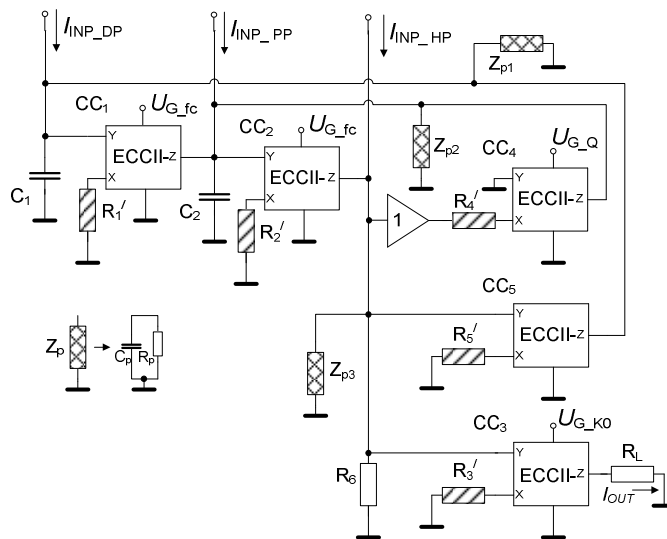 I_INP_DP
I_INP_PP
I_INP_HP
Z_p1
CC_1
U_G_fc
Y
ECCII-
Z
X
C_1
R_1′
CC_2
U_G_fc
Y
ECCII-
Z
X
C_2
R_2′
Z_p2
CC_4
U_G_Q
Y
ECCII-
Z
X
1
R_4′
CC_5
Y
ECCII-
Z
X
R_5′
Z_p
C_p
R_p
Z_p3
CC_3
U_G_K0
Y
ECCII-
Z
X
R_L
I_OUT
R_6
R_3′